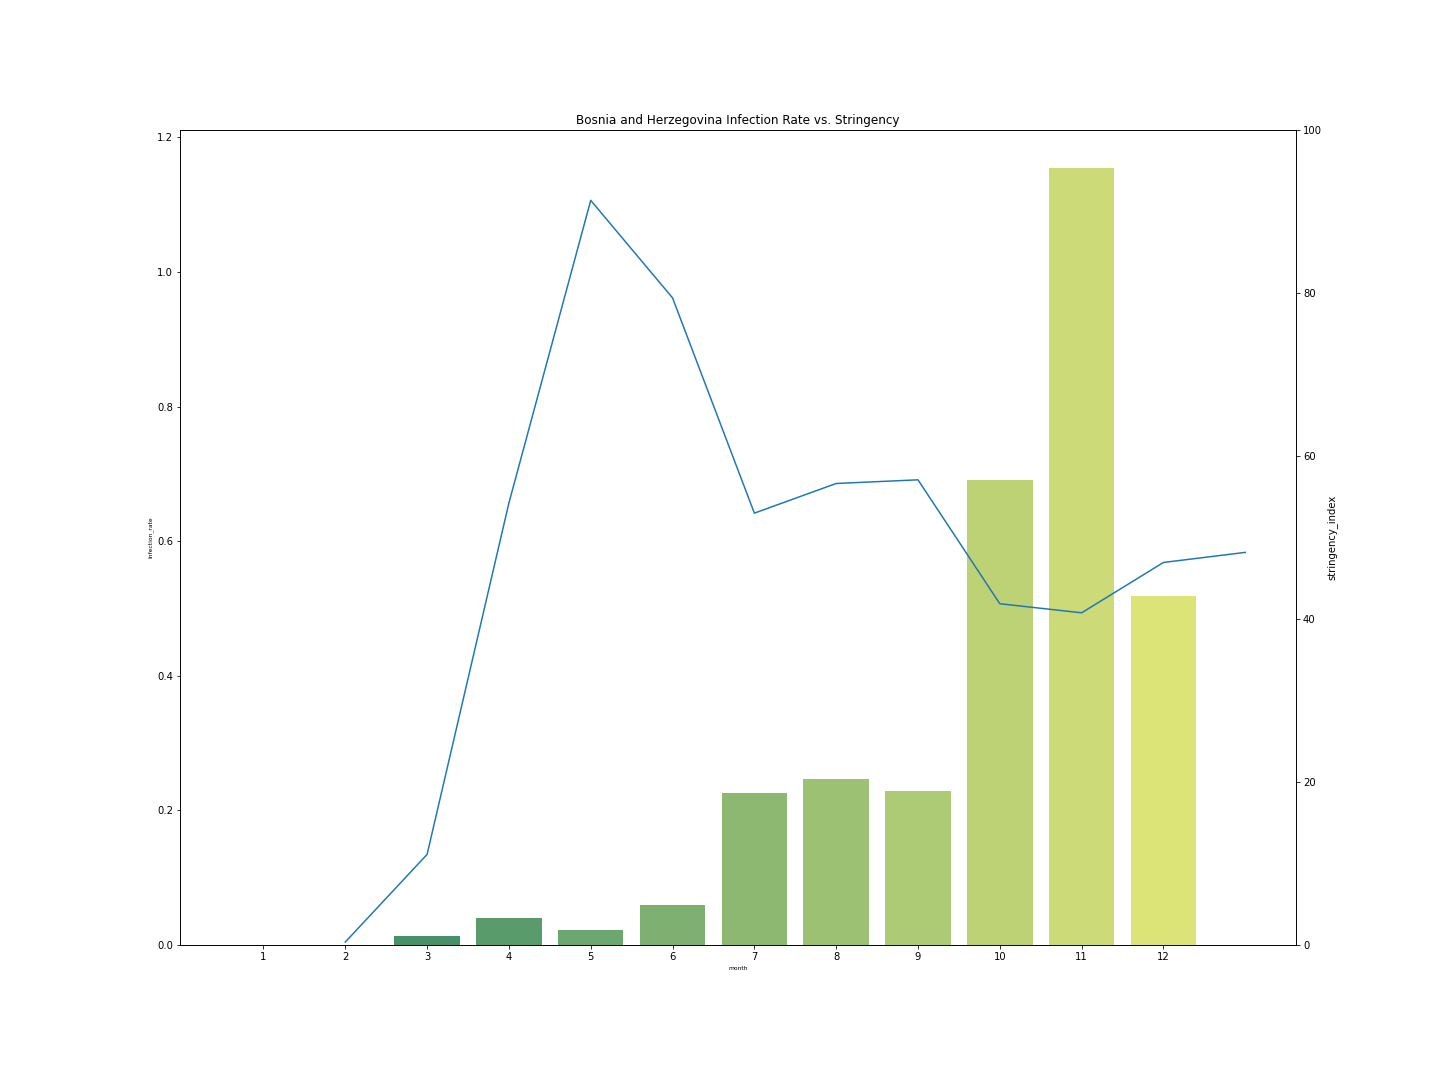 Bosnia and Herzegovina Infection Rate vs. Stringency
1.2
1.0
0.8
0.6
0.4
0.2
0.0
infection_rate
100
80
60
40
20
0
stringency_index
1 2 3 4 5 6 7 8 9 10 11 12
month